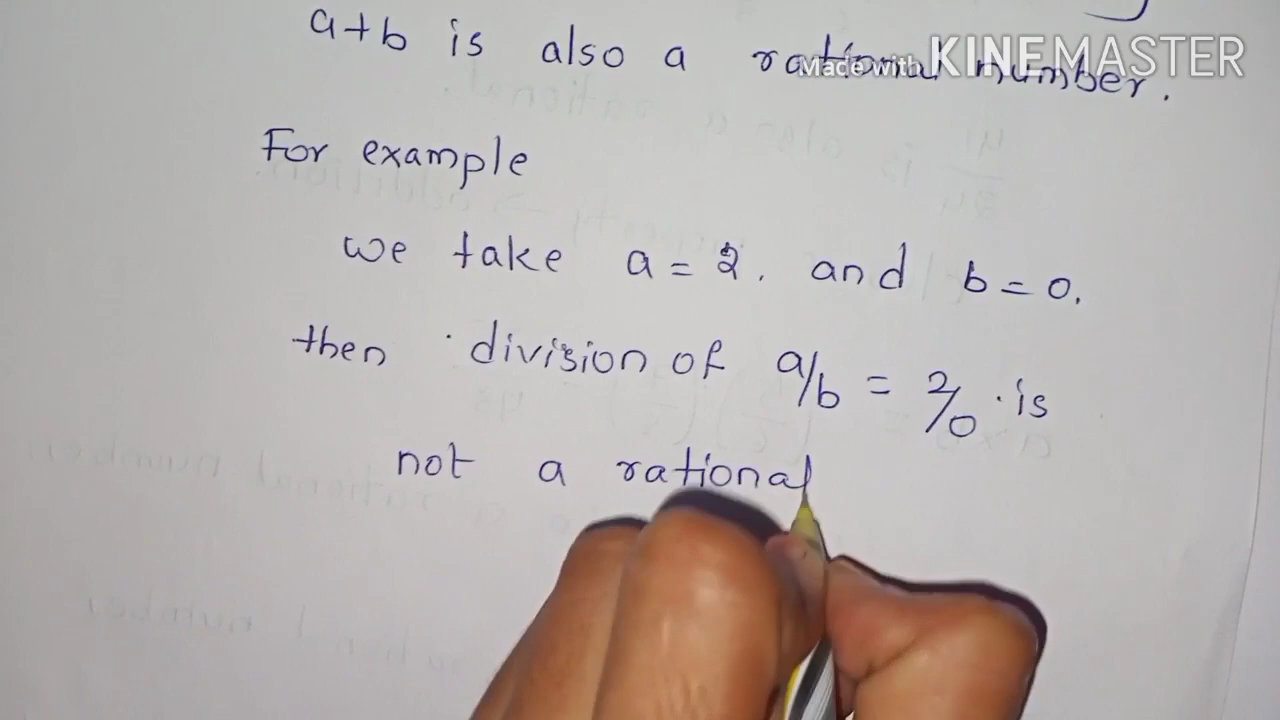 a+b is also a rational number.
Made with KINEMASTER
For example
we take a = 2. and b = 0.
then division of a/b = 2/0 is
not a rational